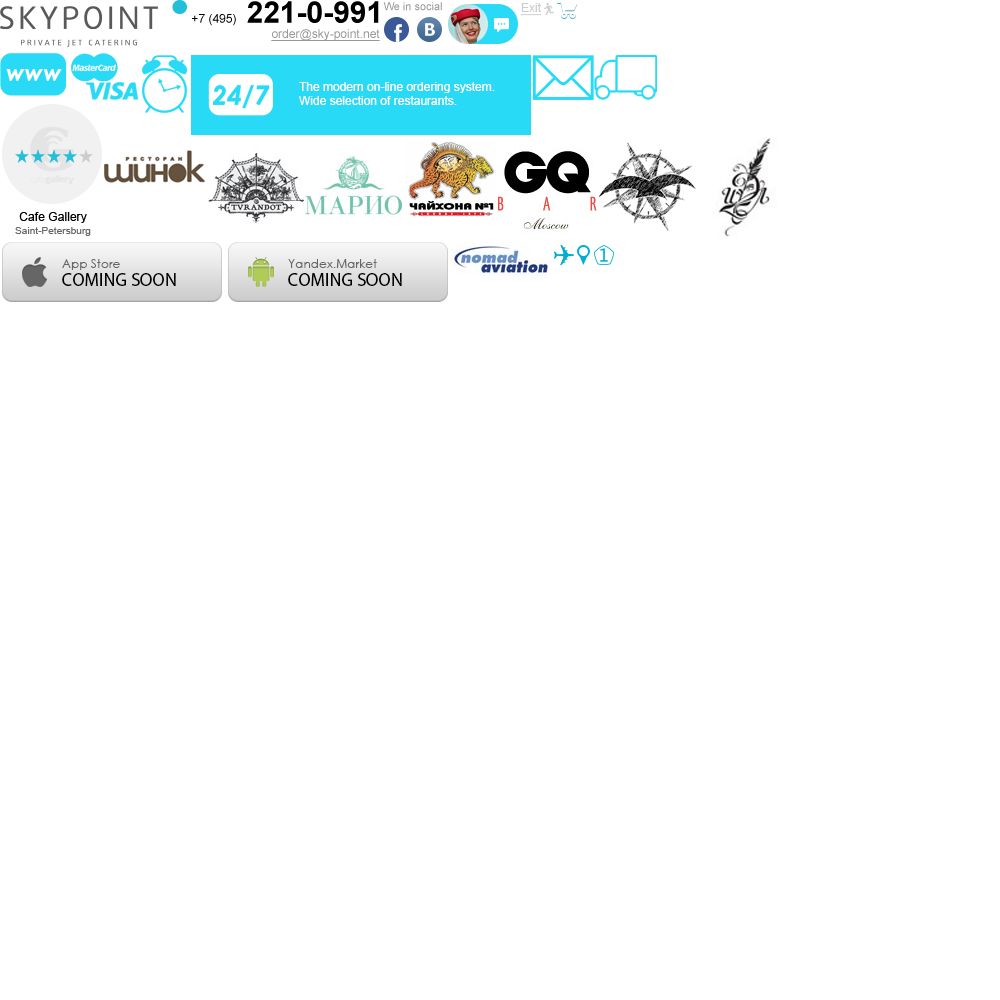 SKYPOINT
PRIVATE JET CATERING
+7 (495) 221-0-991
order@sky-point.net
We in social
B
Exit
www
MasterCard
VISA
24/7
The modern on-line ordering system.
Wide selection of restaurants.
gallery
Cafe Gallery
Saint-Petersburg
РЕСТОРАН
ШИНОК
TVRANDOT
МАРИО
ЧАЙХОНА №1
GQ
BAR
Moscow
App Store
COMING SOON
Yandex.Market
COMING SOON
nomad
aviation
1